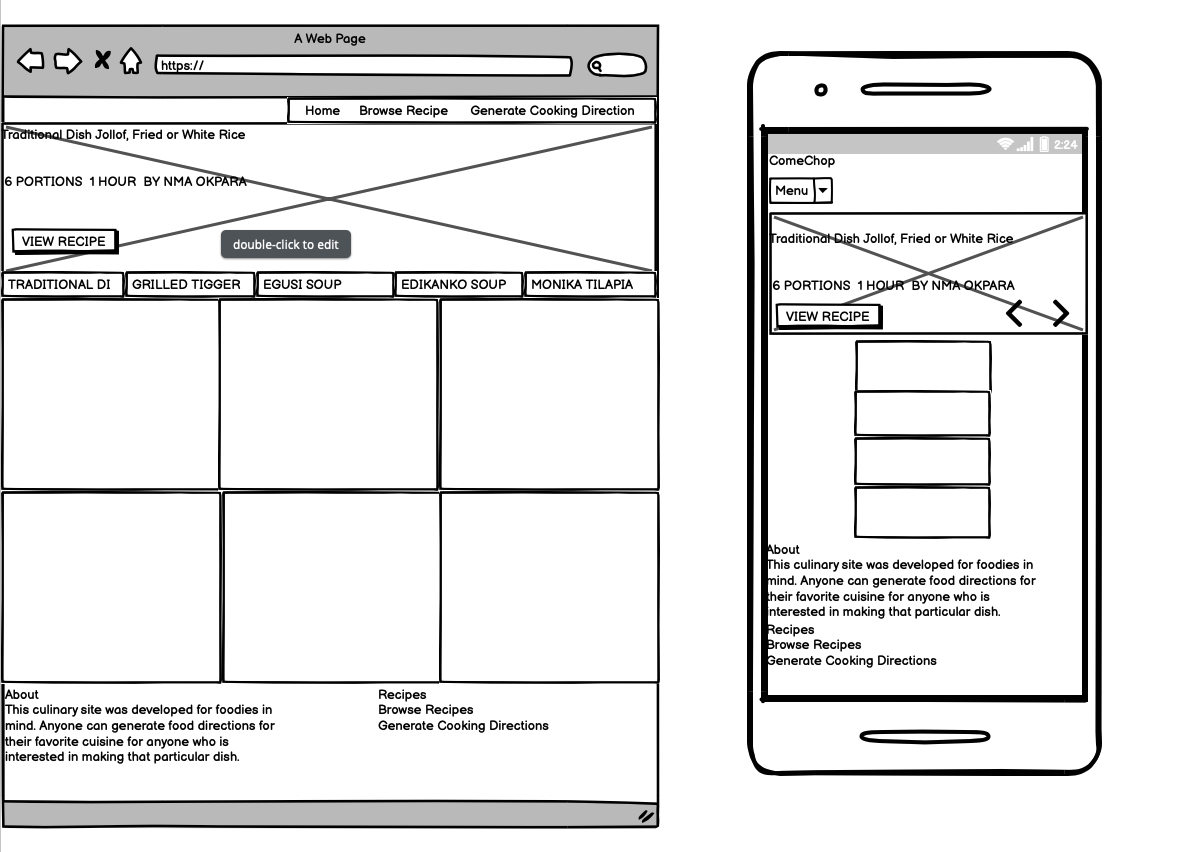 A Web Page
https://
Home Browse Recipe Generate Cooking Direction
Traditional Dish Jollof, Fried or White Rice
6 PORTIONS 1 HOUR BY NMA OKPARA
VIEW RECIPE
double-click to edit
TRADITIONAL DI GRILLED TIGGER EGUSI SOUP EDIKANKO SOUP MONIKA TILAPIA
About
This culinary site was developed for foodies in
mind. Anyone can generate food directions for
their favorite cuisine for anyone who is
interested in making that particular dish.
Recipes
Browse Recipes
Generate Cooking Directions
2:24
ComeChop
Menu
Traditional Dish Jollof, Fried or White Rice
6 PORTIONS 1 HOUR BY NMA OKPARA
VIEW RECIPE
About
This culinary site was developed for foodies in
mind. Anyone can generate food directions for
their favorite cuisine for anyone who is
interested in making that particular dish.
Recipes
Browse Recipes
Generate Cooking Directions